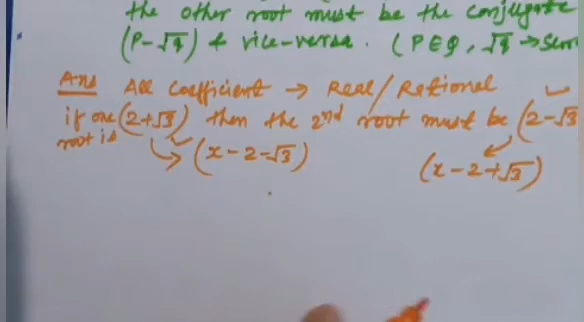 the other root must be the conjugate
(P-√q) & vice-versa. (P∈Q, √q →
Ans All Coefficient → Real/Rational
if one (2+√3) then the 2nd root must be (2-√3
root is
(x-2-√3)
(x-2+√3)